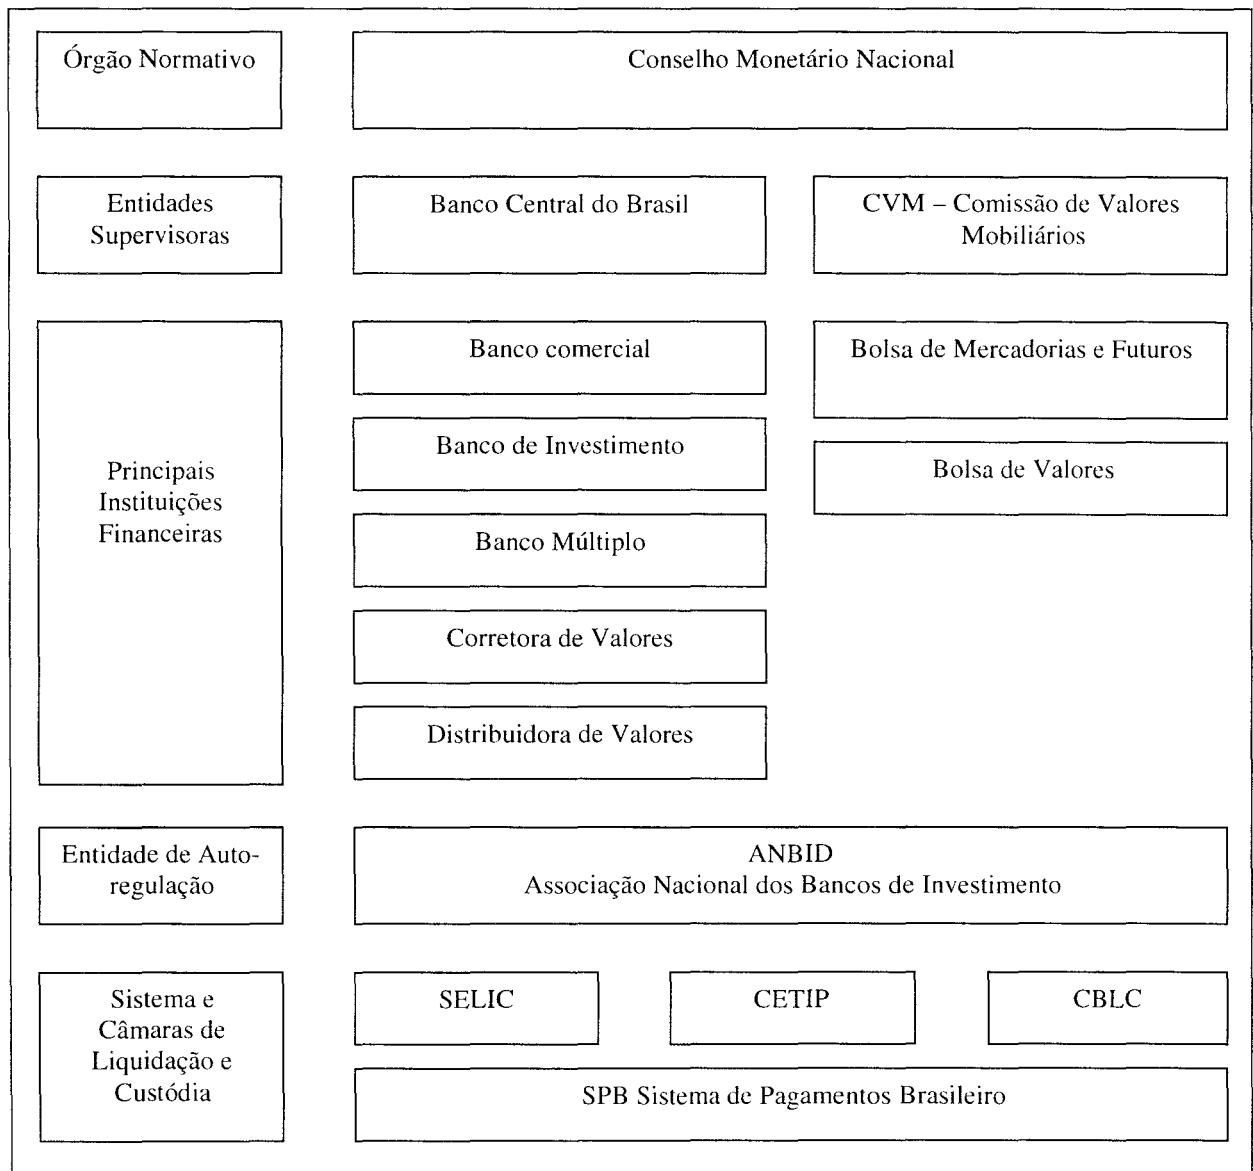 Órgão Normativo
Conselho Monetário Nacional
Entidades
Supervisoras
Banco Central do Brasil
CVM – Comissão de Valores
Mobiliários
Principais
Instituições
Financeiras
Banco comercial
Banco de Investimento
Banco Múltiplo
Corretora de Valores
Distribuidora de Valores
Bolsa de Mercadorias e Futuros
Bolsa de Valores
Entidade de Auto-
regulação
ANBID
Associação Nacional dos Bancos de Investimento
Sistema e
Câmaras de
Liquidação e
Custódia
SELIC
CETIP
CBLC
SPB Sistema de Pagamentos Brasileiro